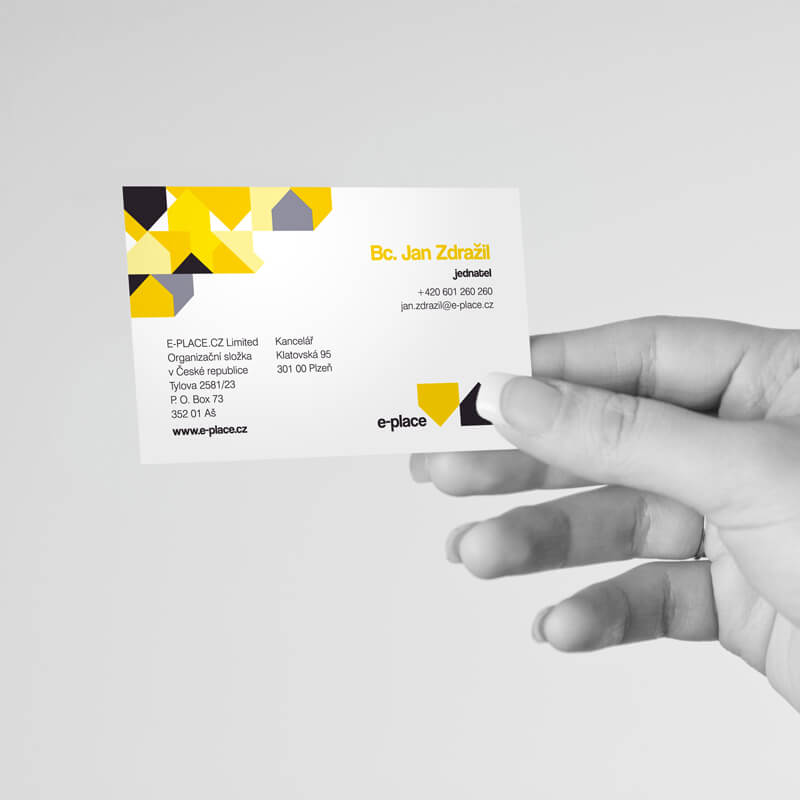 Bc. Jan Zdražil
jednatel
+420 601 260 260
jan.zdrazil@e-place.cz
E-PLACE.CZ Limited
Organizační složka
v České republice
Tylova 2581/23
P. O. Box 73
352 01 Aš
www.e-place.cz
Kancelář
Klatovská 95
301 00 Plzeň
e-place